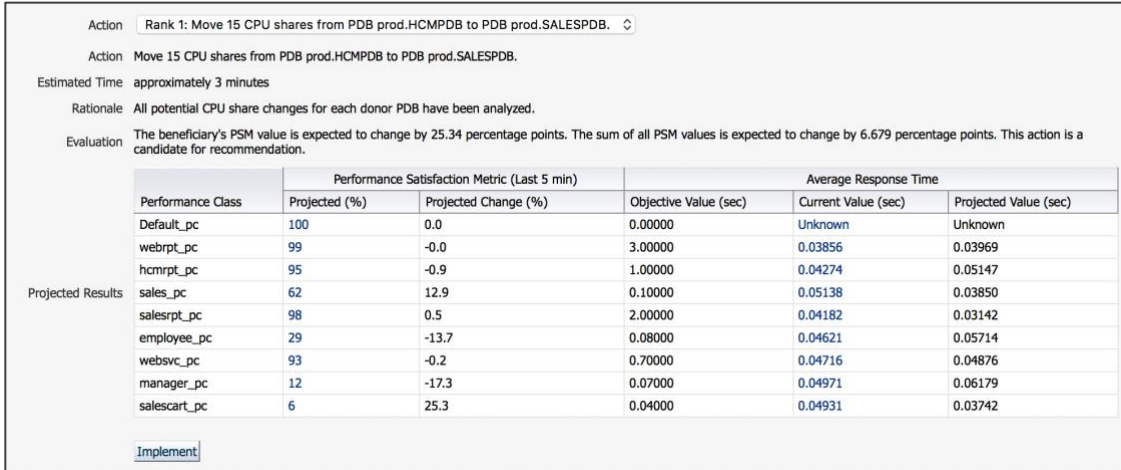 Action Rank 1: Move 15 CPU shares from PDB prod.HCMPDB to PDB prod.SALESPDB.
Action Move 15 CPU shares from PDB prod.HCMPDB to PDB prod.SALESPDB.
Estimated Time approximately 3 minutes
Rationale All potential CPU share changes for each donor PDB have been analyzed.
Evaluation The beneficiary's PSM value is expected to change by 25.34 percentage points. The sum of all PSM values is expected to change by 6.679 percentage points. This action is a
candidate for recommendation.
Performance Satisfaction Metric (Last 5 min) Average Response Time
Performance Class Projected (%) Projected Change (%) Objective Value (sec) Current Value (sec) Projected Value (sec)
Default_pc 100 0.0 0.00000 Unknown Unknown
webrpt_pc 99 -0.0 3.00000 0.03856 0.03969
hcmrpt_pc 95 -0.9 1.00000 0.04274 0.05147
Projected Results sales_pc 62 12.9 0.10000 0.05138 0.03850
salesrpt_pc 98 0.5 2.00000 0.04182 0.03142
employee_pc 29 -13.7 0.08000 0.04621 0.05714
websvc_pc 93 -0.2 0.70000 0.04716 0.04876
manager_pc 12 -17.3 0.07000 0.04971 0.06179
salescart_pc 6 25.3 0.04000 0.04931 0.03742
Implement